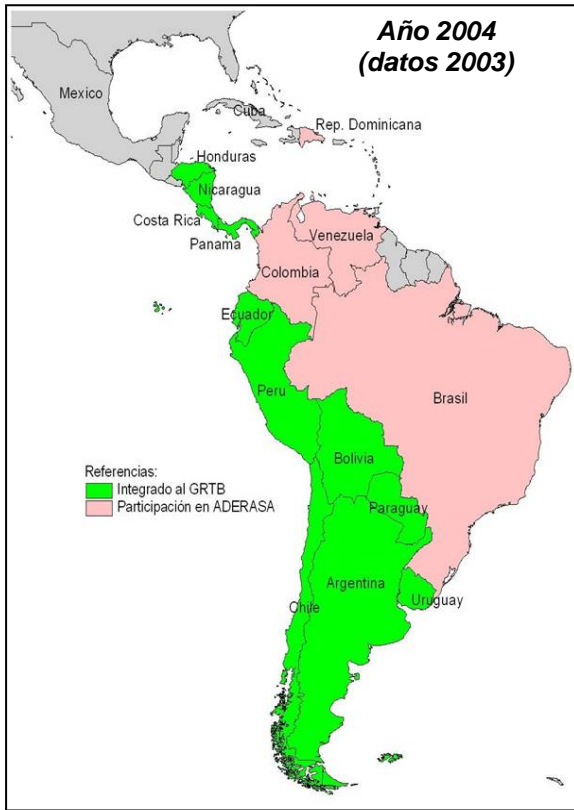 Año 2004
(datos 2003)
Mexico
Cuba
Rep. Dominicana
Honduras
Nicaragua
Costa Rica
Panama
Venezuela
Colombia
Ecuador
Peru
Brasil
Bolivia
Referencias:
Integrado al GRTB
Participación en ADERASA
Paraguay
Argentina
Chile
Uruguay